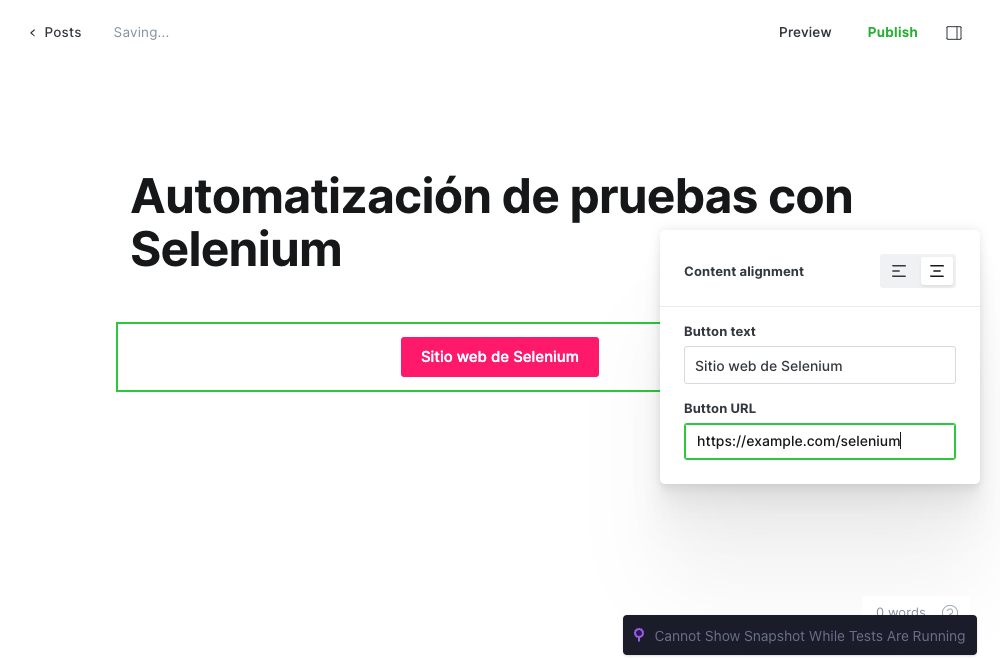 Posts
Saving...
Preview
Publish
Automatización de pruebas con
Selenium
Content alignment
Sitio web de Selenium
Button text
Sitio web de Selenium
Button URL
https://example.com/selenium
0 words
?
Cannot Show Snapshot While Tests Are Running